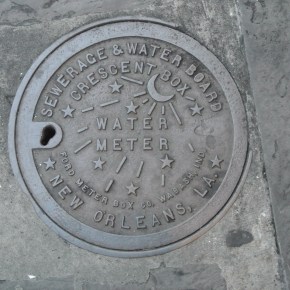 SEWERAGE & WATER BOARD
CRESCENT BOX
WATER
METER
FORD METER BOX CO. WABASH, IND.
NEW ORLEANS, LA.